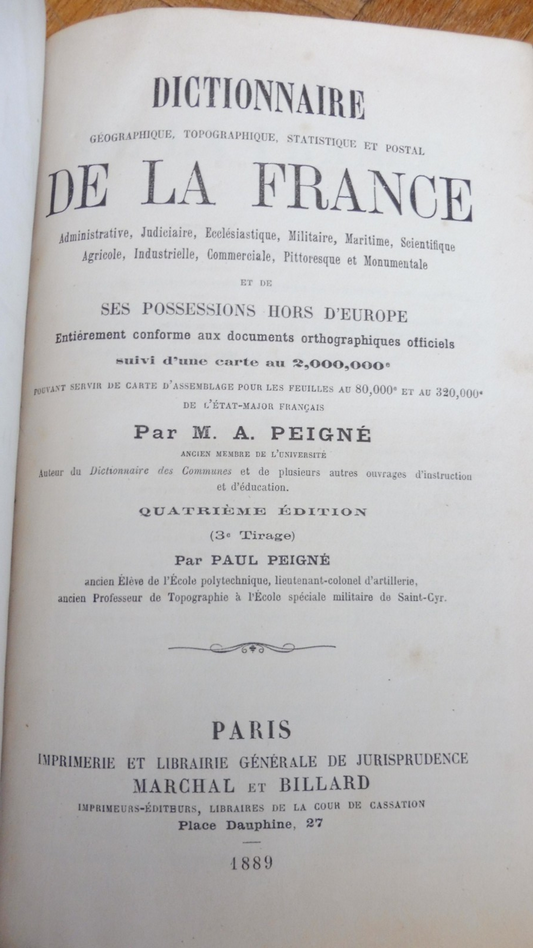 DICTIONNAIRE
GÉOGRAPHIQUE, TOPOGRAPHIQUE, STATISTIQUE ET POSTAL
DE LA FRANCE
Administrative, Judiciaire, Ecclésiastique, Militaire, Maritime, Scientifique
Agricole, Industrielle, Commerciale, Pittoresque et Monumentale
ET DE
SES POSSESSIONS HORS D'EUROPE
Entièrement conforme aux documents orthographiques officiels
suivi d'une carte au 2,000,000e
POUVANT SERVIR DE CARTE D'ASSEMBLAGE POUR LES FEUILLES AU 80,000e ET AU 320,000e
DE L'ÉTAT-MAJOR FRANÇAIS
Par M. A. PEIGNÉ
ANCIEN MEMBRE DE L'UNIVERSITÉ
Auteur du Dictionnaire des Communes et de plusieurs autres ouvrages d'instruction
et d'éducation.
QUATRIÈME ÉDITION
(3e Tirage)
Par PAUL PEIGNÉ
ancien Élève de l'École polytechnique, lieutenant-colonel d'artillerie,
ancien Professeur de Topographie à l'École spéciale militaire de Saint-Cyr.
PARIS
IMPRIMERIE ET LIBRAIRIE GÉNÉRALE DE JURISPRUDENCE
MARCHAL ET BILLARD
IMPRIMEURS-ÉDITEURS, LIBRAIRES DE LA COUR DE CASSATION
Place Dauphine, 27
1889